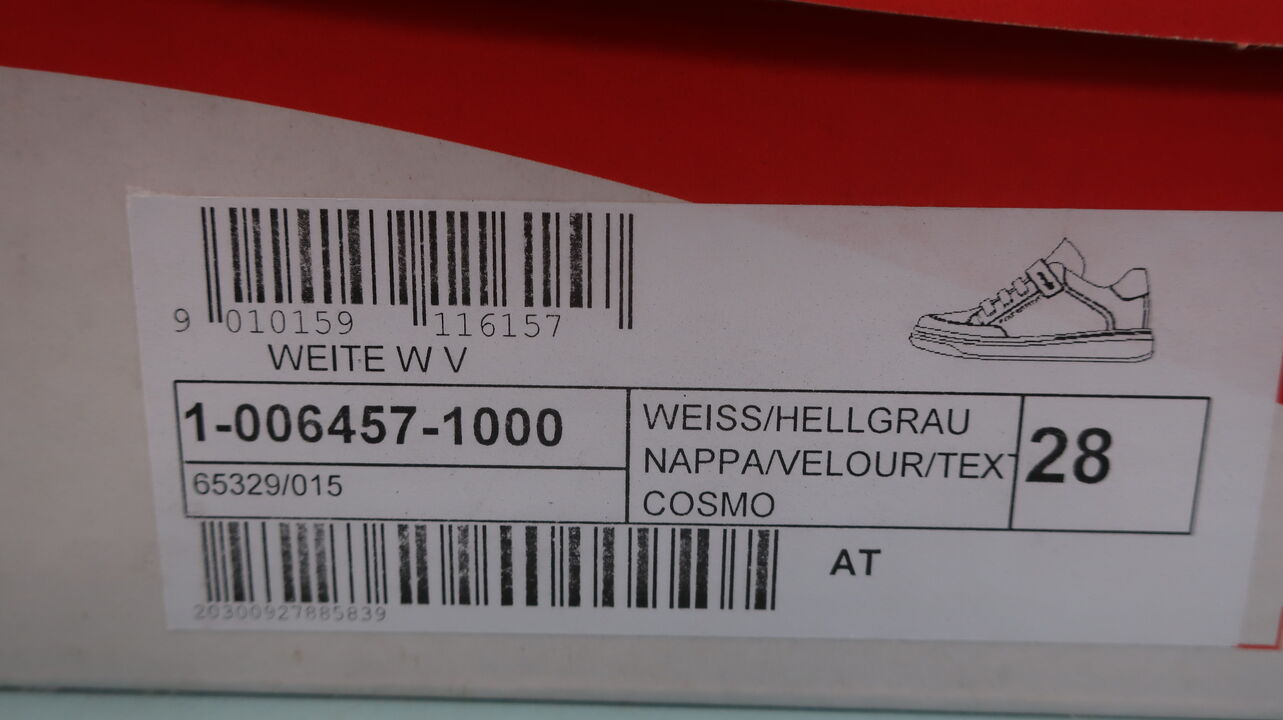 9 010159 116157
WEITE W V
1-006457-1000
65329/015
WEISS/HELLGRAU
NAPPA/VELOUR/TEXT
COSMO
28
AT
20300927885839